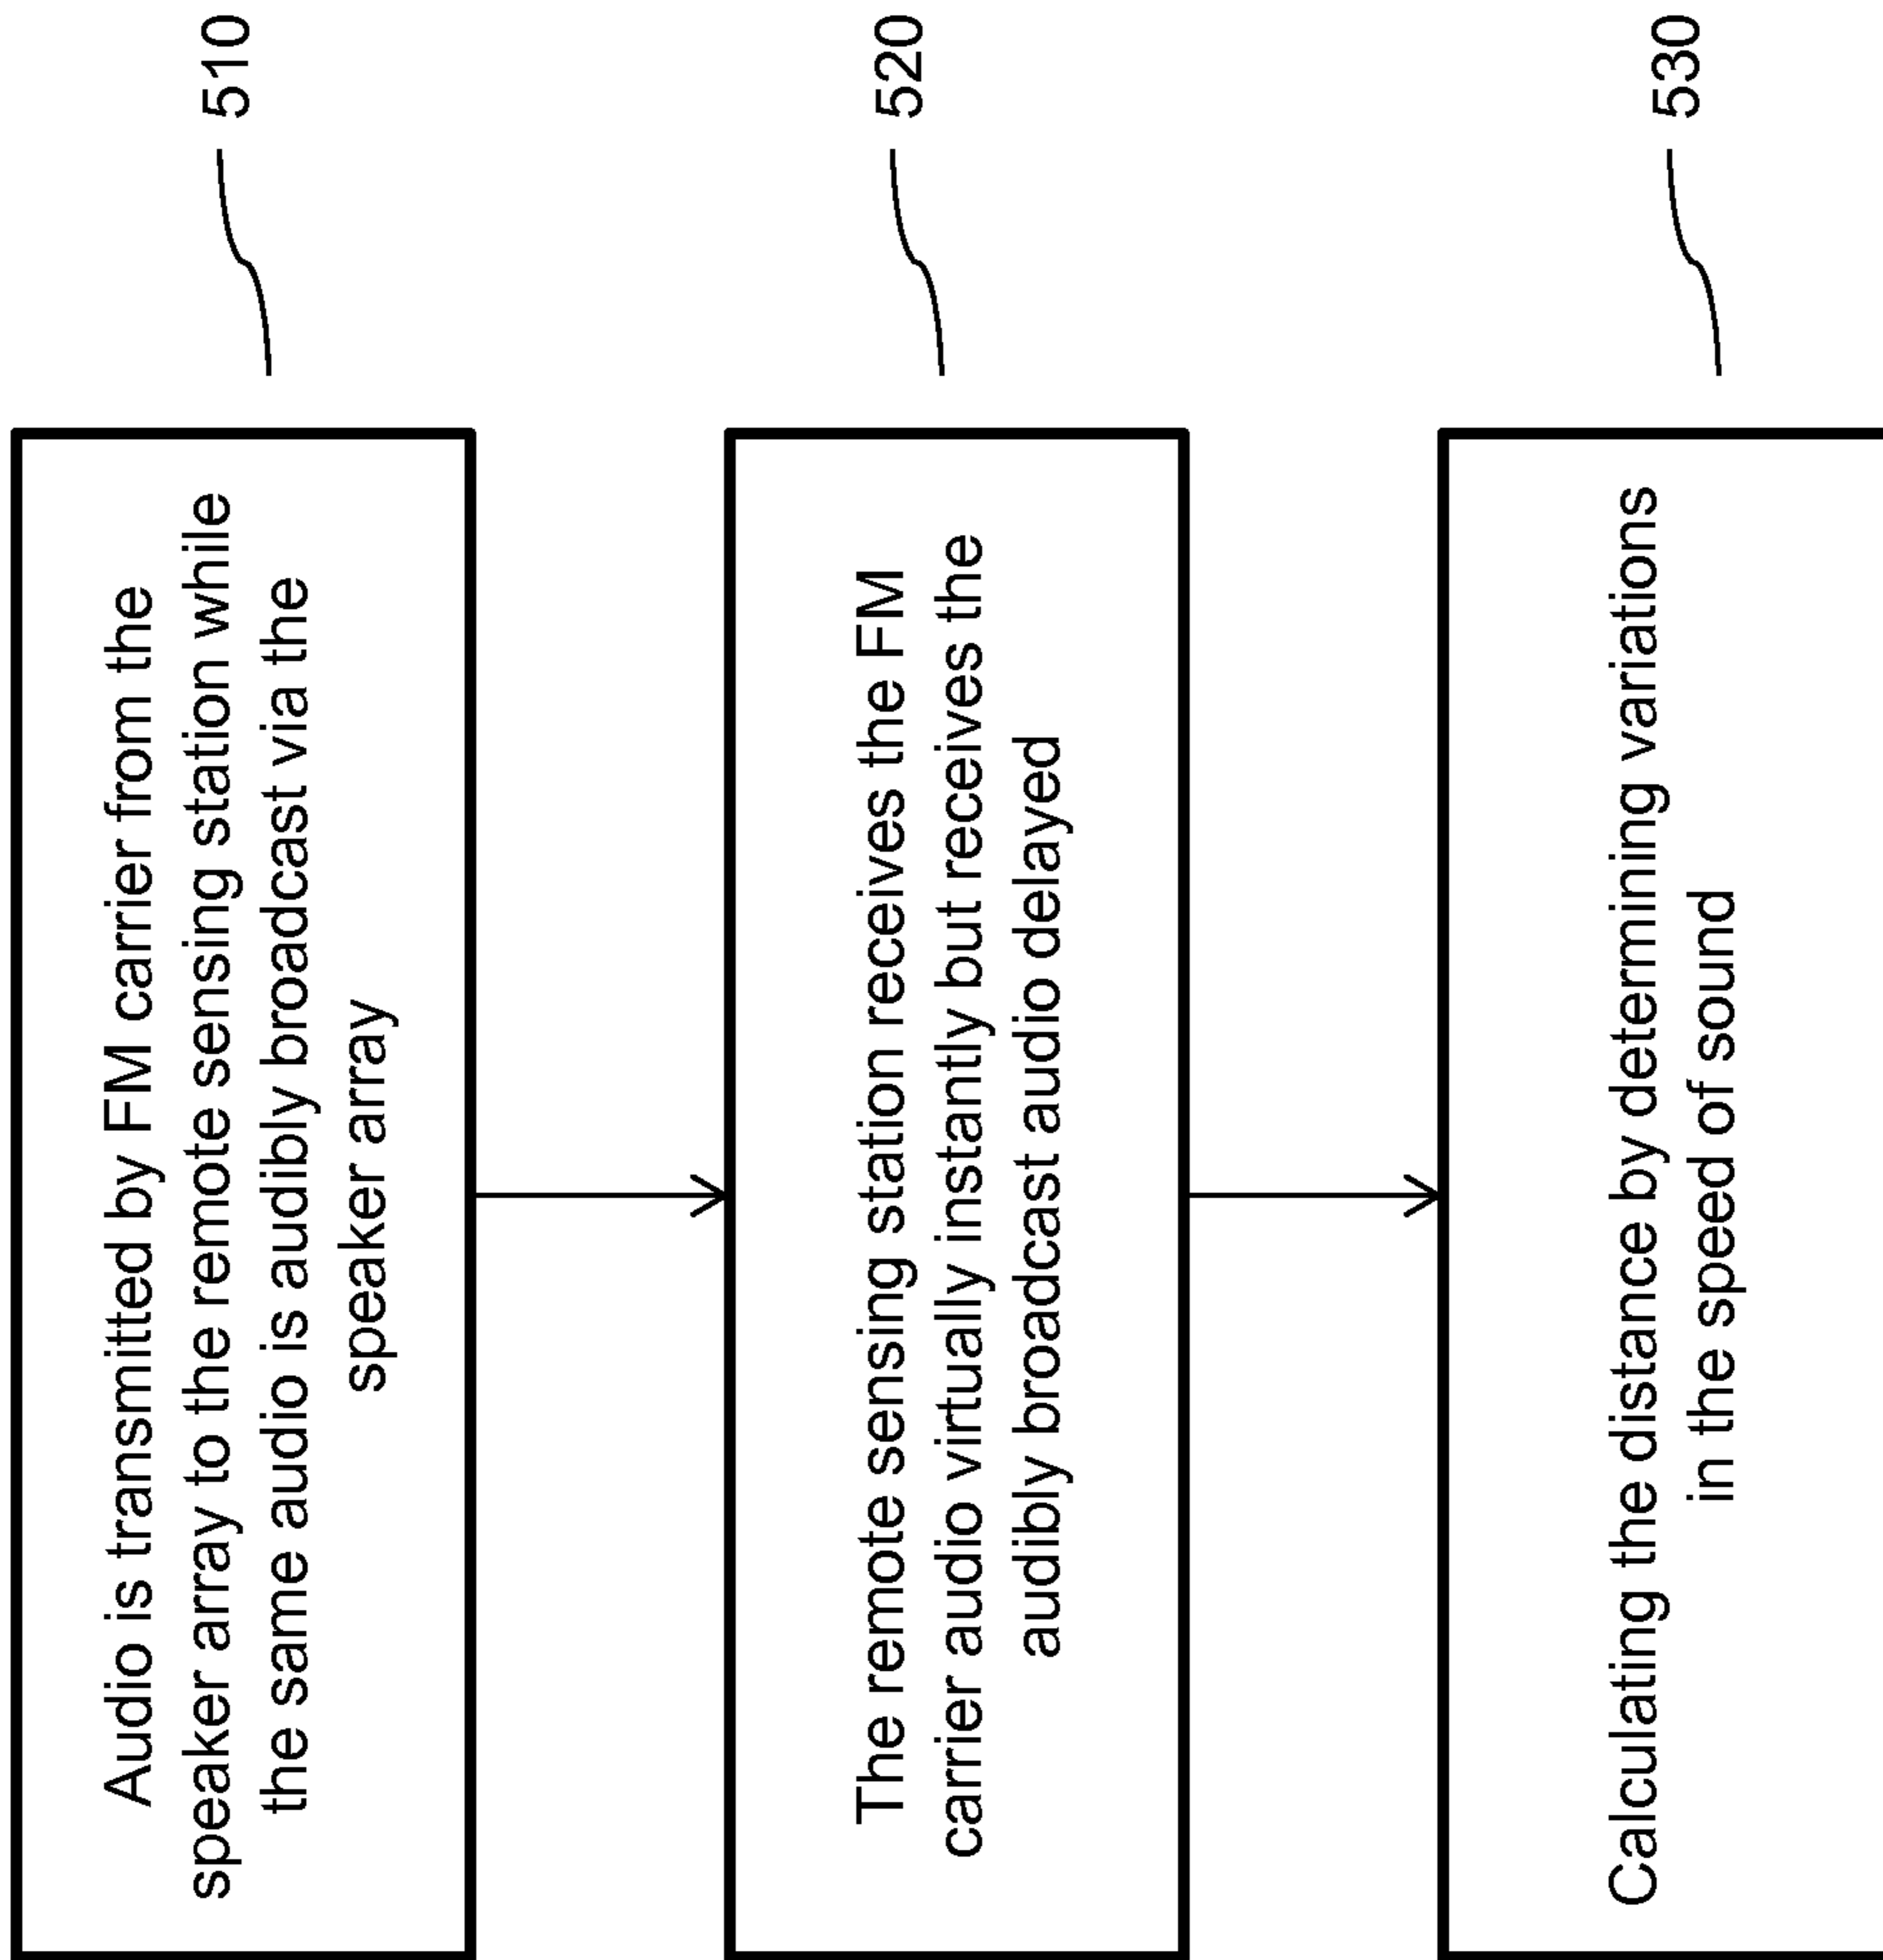 Audio is transmitted by FM carrier from the
speaker array to the remote sensing station while
the same audio is audibly broadcast via the
speaker array
510
The remote sensing station receives the FM
carrier audio virtually instantly but receives the
audibly broadcast audio delayed
520
Calculating the distance by determining variations
in the speed of sound
530